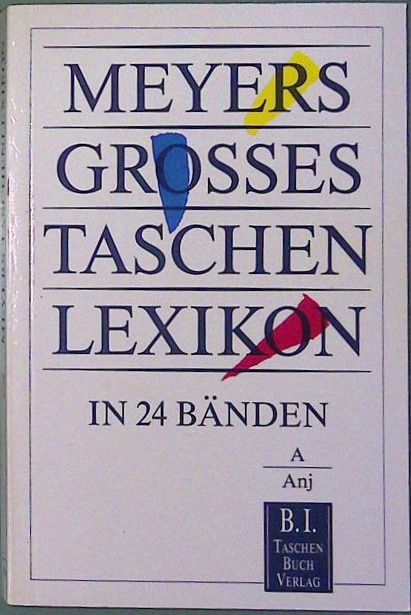 MEYERS
GROSSES
TASCHEN
LEXIKON
IN 24 BÄNDEN
A
Anj
B.I.
TASCHEN
BUCH
VERLAG